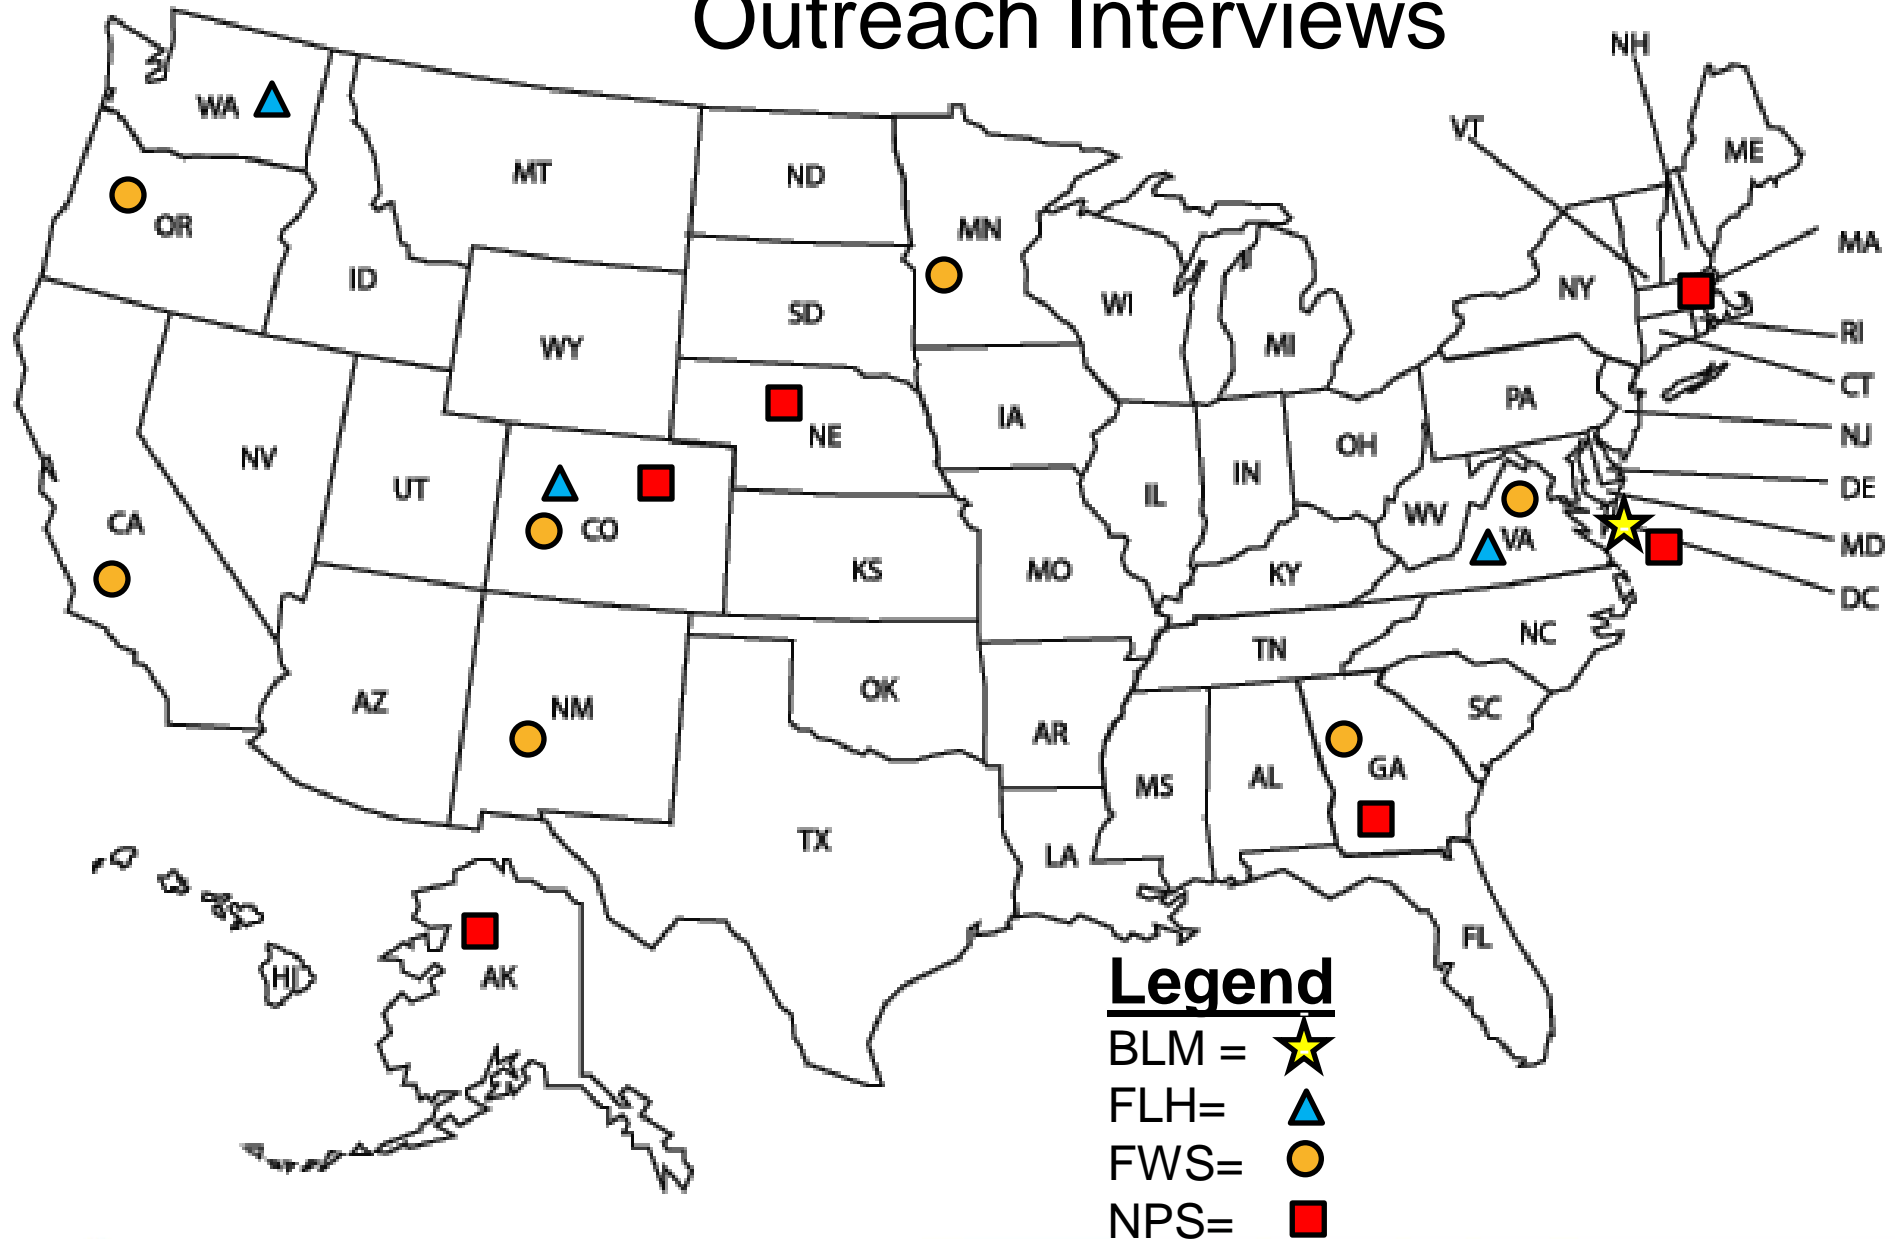 Outreach Interviews
NH
VT
ME
WA
MT
ND
MN
OR
MA
ID
WI
NY
SD
MI
RI
WY
CT
IA
PA
NE
NJ
OH
NV
IN
UT
IL
DE
WV
CA
CO
VA
MD
KS
MO
KY
DC
NC
TN
AZ
NM
OK
SC
AR
GA
MS
AL
TX
LA
FL
HI
AK
Legend
BLM =
FLH=
FWS=
NPS=